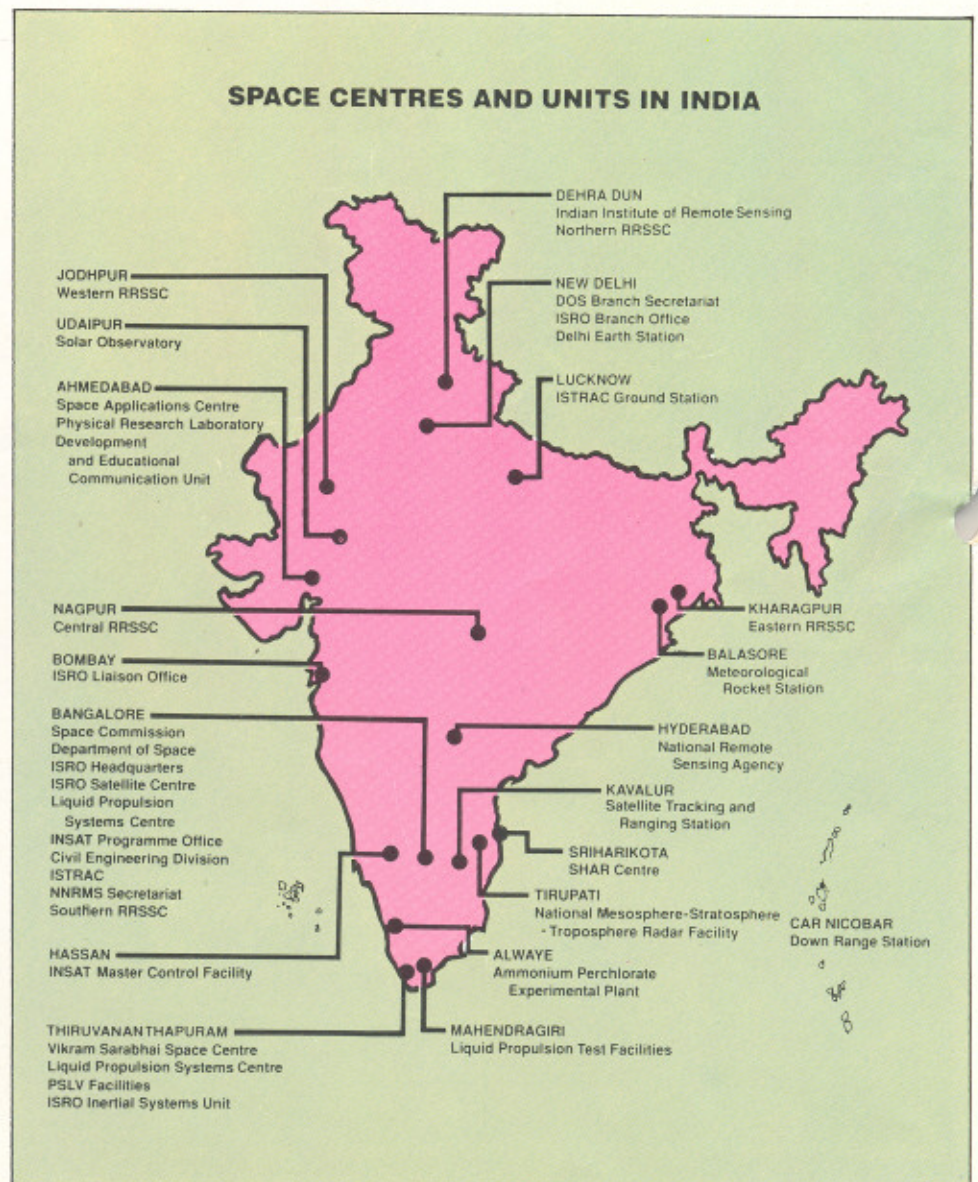 SPACE CENTRES AND UNITS IN INDIA
DEHRA DUN
Indian Institute of Remote Sensing
Northern RRSSC
JODHPUR
Western RRSSC
NEW DELHI
DOS Branch Secretariat
ISRO Branch Office
Delhi Earth Station
UDAIPUR
Solar Observatory
LUCKNOW
ISTRAC Ground Station
AHMEDABAD
Space Applications Centre
Physical Research Laboratory
Development
and Educational
Communication Unit
NAGPUR
Central RRSSC
KHARAGPUR
Eastern RRSSC
BOMBAY
ISRO Liaison Office
BALASORE
Meteorological
Rocket Station
BANGALORE
Space Commission
Department of Space
ISRO Headquarters
ISRO Satellite Centre
Liquid Propulsion
Systems Centre
INSAT Programme Office
Civil Engineering Division
ISTRAC
NNRMS Secretariat
Southern RRSSC
HYDERABAD
National Remote
Sensing Agency
KAVALUR
Satellite Tracking and
Ranging Station
SRIHARIKOTA
SHAR Centre
TIRUPATI
National Mesosphere-Stratosphere
- Troposphere Radar Facility
CAR NICOBAR
Down Range Station
HASSAN
INSAT Master Control Facility
ALWAYE
Ammonium Perchlorate
Experimental Plant
THIRUVANANTHAPURAM
Vikram Sarabhai Space Centre
Liquid Propulsion Systems Centre
PSLV Facilities
ISRO Inertial Systems Unit
MAHENDRAGIRI
Liquid Propulsion Test Facilities